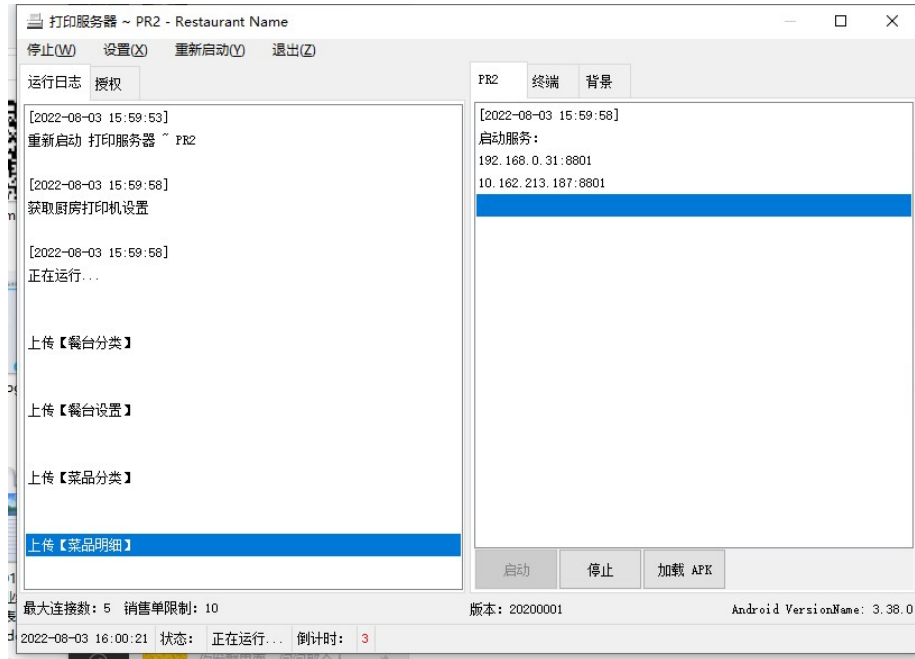 打印服务器 ~ PR2 - Restaurant Name
停止(W) 设置(X) 重新启动(Y) 退出(Z)
运行日志 授权
[2022-08-03 15:59:53]
重新启动 打印服务器 ~ PR2
[2022-08-03 15:59:58]
获取厨房打印机设置
[2022-08-03 15:59:58]
正在运行...
上传【餐台分类】
上传【餐台设置】
上传【菜品分类】
上传【菜品明细】
PR2 终端 背景
[2022-08-03 15:59:58]
启动服务:
192.168.0.31:8801
10.162.213.187:8801
启动 停止 加载 APK
最大连接数: 5 销售单限制: 10
版本: 20200001 Android VersionName: 3.38.0
2022-08-03 16:00:21 状态: 正在运行... 倒计时: 3